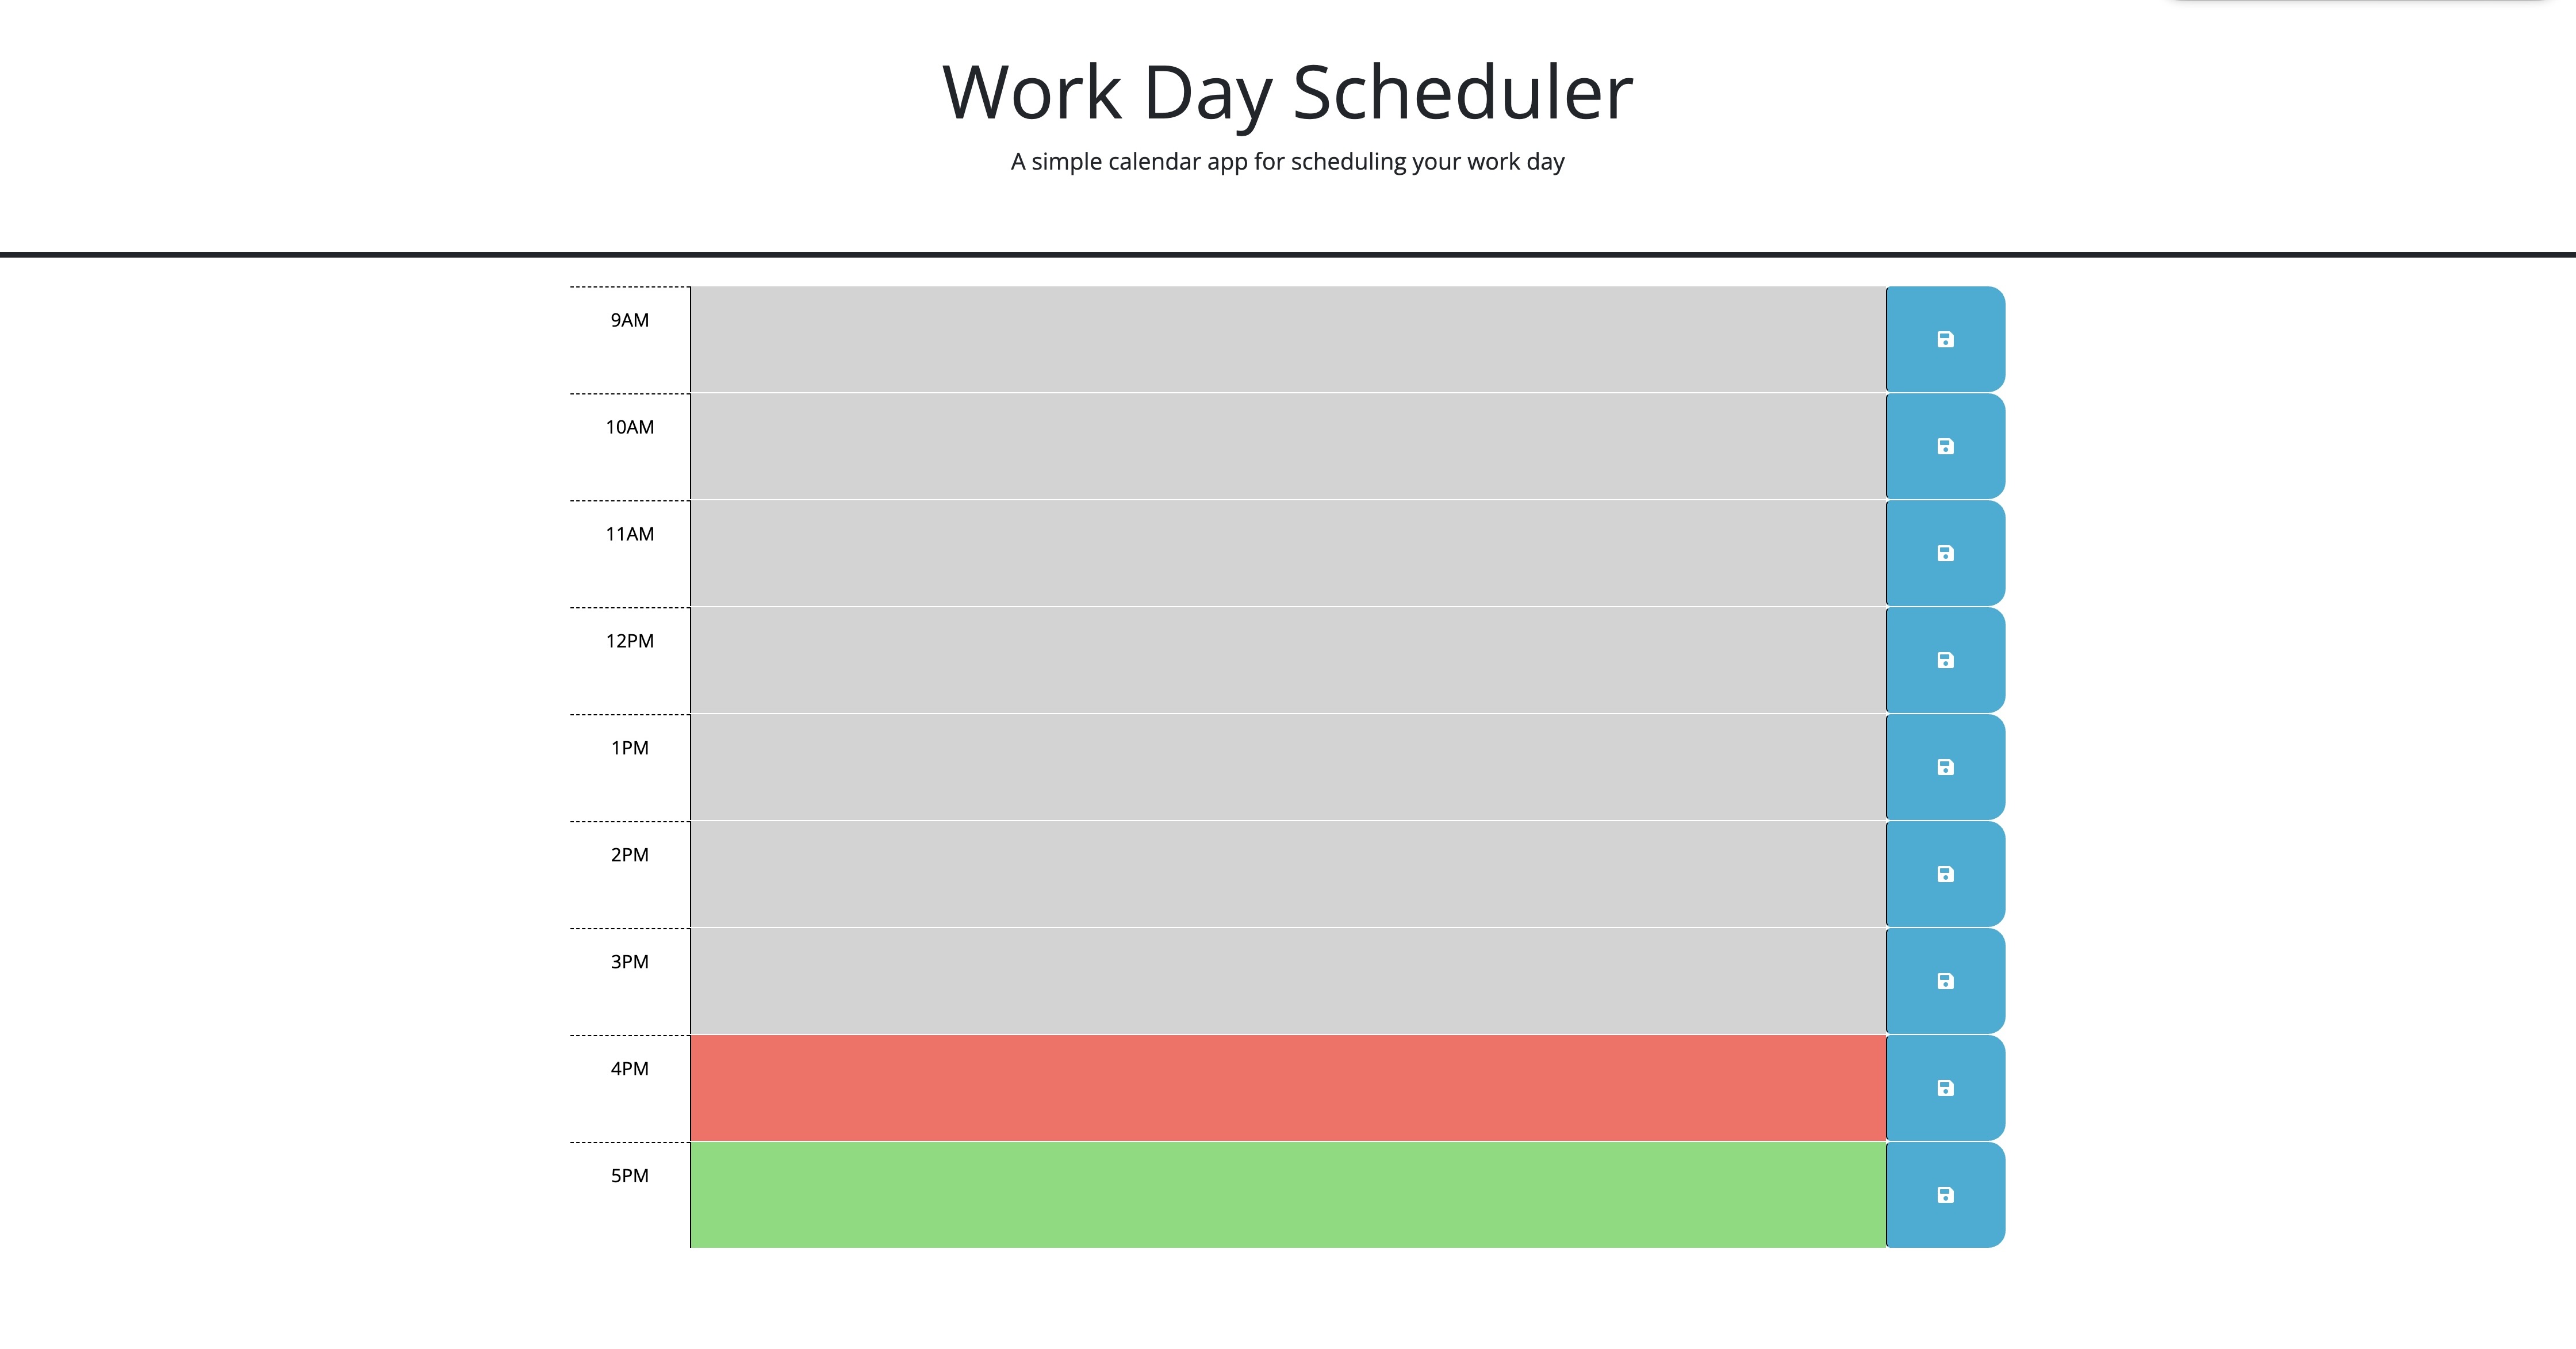 Work Day Scheduler
A simple calendar app for scheduling your work day
9AM
10AM
11AM
12PM
1PM
2PM
3PM
4PM
5PM